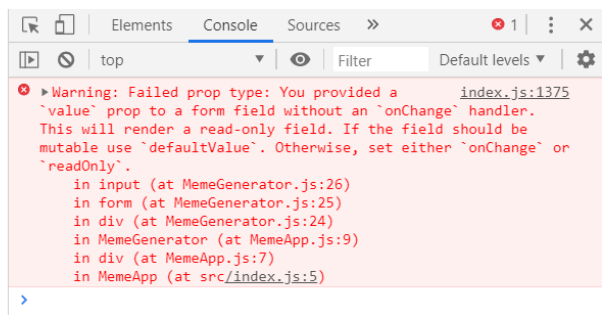 Elements Console Sources » 1
top Filter Default levels ▼
Warning: Failed prop type: You provided a index.js:1375
`value` prop to a form field without an `onChange` handler.
This will render a read-only field. If the field should be
mutable use `defaultValue`. Otherwise, set either `onChange` or
`readOnly`.
in input (at MemeGenerator.js:26)
in form (at MemeGenerator.js:25)
in div (at MemeGenerator.js:24)
in MemeGenerator (at MemeApp.js:9)
in div (at MemeApp.js:7)
in MemeApp (at src/index.js:5)